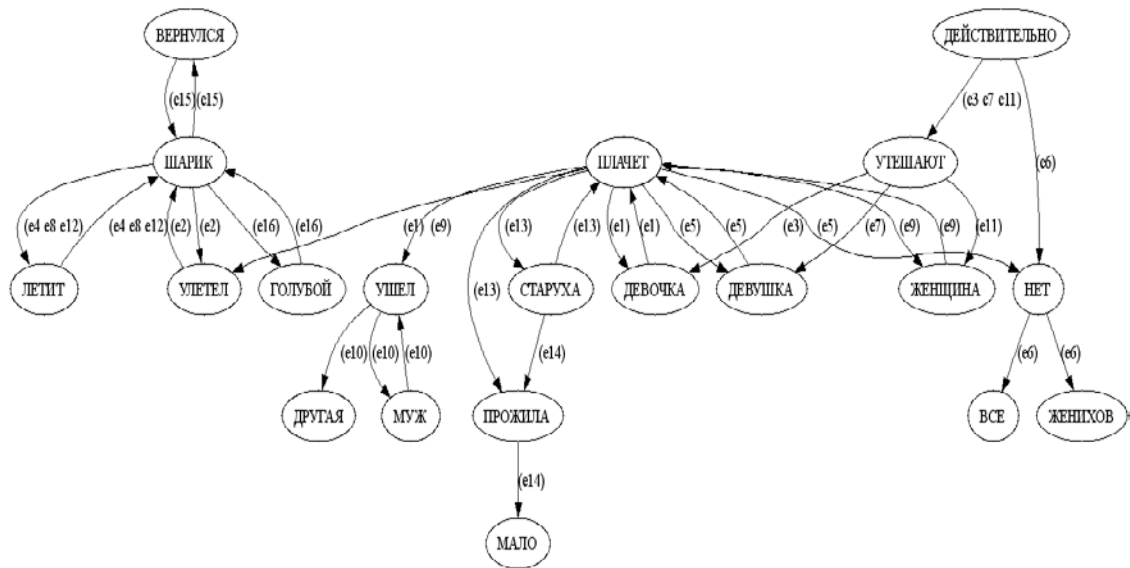 ВЕРНУЛСЯ ДЕЙСТВИТЕЛЬНО
(e15) (e15) (e3 e7 e11)
ШАРИК ПЛАЧЕТ УТЕШАЮТ
(e6)
(e4 e8 e12) (e4 e8 e12) (e2) (e2) (e16) (e16) (e1) (e9) (e13) (e13) (e1) (e1) (e5) (e5) (e3) (e7) (e9) (e9) (e11)
ЛЕТИТ УЛЕТЕЛ ГОЛУБОЙ УШЕЛ СТАРУХА ДЕВОЧКА ДЕВУШКА ЖЕНЩИНА НЕТ
(e13)
(e10) (e10) (e10) (e14) (e6) (e6)
ДРУГАЯ МУЖ ПРОЖИЛА ВСЕ ЖЕНИХОВ
(e14)
МАЛО